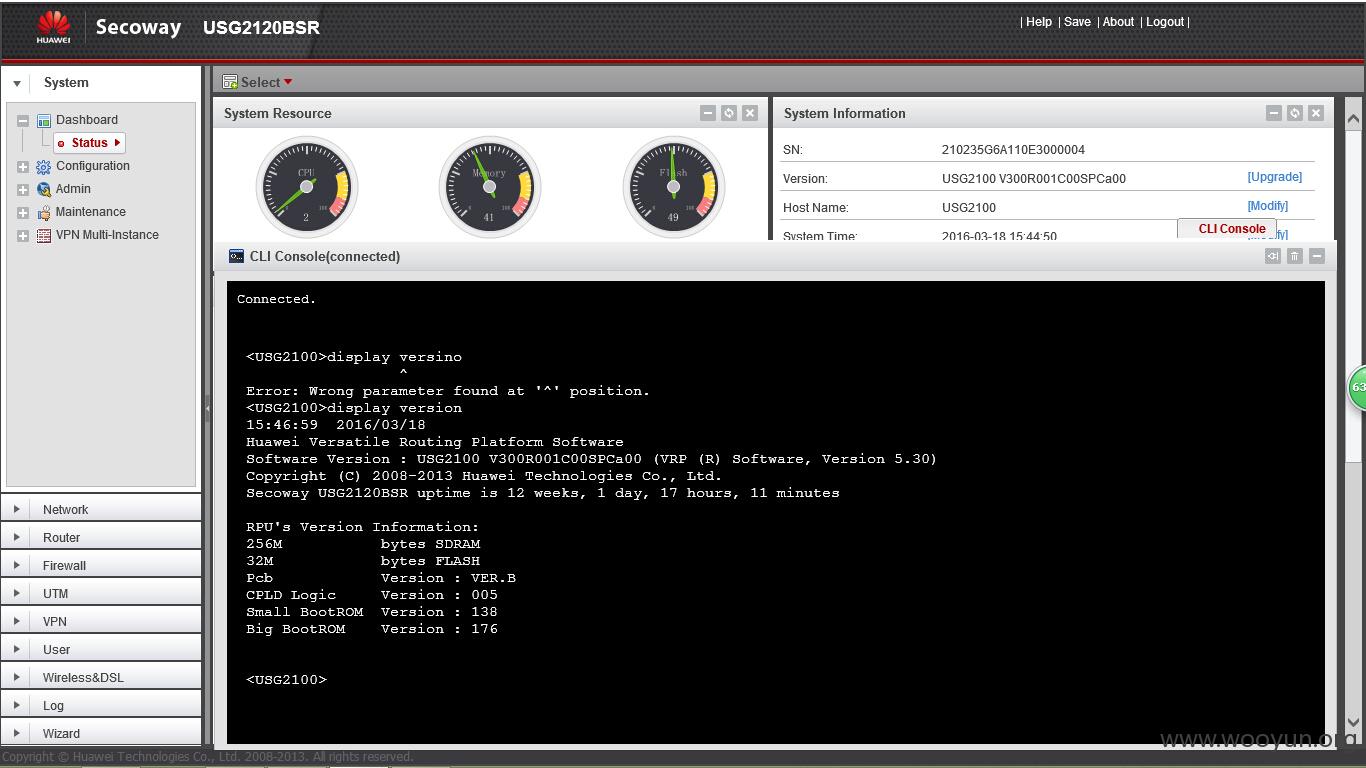 HUAWEI
Secoway USG2120BSR
| Help | Save | About | Logout |
System
Dashboard
Status
Configuration
Admin
Maintenance
VPN Multi-Instance
Network
Router
Firewall
UTM
VPN
User
Wireless&DSL
Log
Wizard
Select
System Resource
CPU
100
2
Memory
100
41
Flash
100
49
System Information
SN: 210235G6A110E3000004
Version: USG2100 V300R001C00SPCa00 [Upgrade]
Host Name: USG2100 [Modify]
System Time: 2016-03-18 15:44:50
CLI Console
CLI Console(connected)
Connected.
<USG2100>display versino
^
Error: Wrong parameter found at '^' position.
<USG2100>display version
15:46:59 2016/03/18
Huawei Versatile Routing Platform Software
Software Version : USG2100 V300R001C00SPCa00 (VRP (R) Software, Version 5.30)
Copyright (C) 2008-2013 Huawei Technologies Co., Ltd.
Secoway USG2120BSR uptime is 12 weeks, 1 day, 17 hours, 11 minutes
RPU's Version Information:
256M bytes SDRAM
32M bytes FLASH
Pcb Version : VER.B
CPLD Logic Version : 005
Small BootROM Version : 138
Big BootROM Version : 176
<USG2100>
63
Copyright © Huawei Technologies Co., Ltd. 2008-2013. All rights reserved.
www.wooyun.org